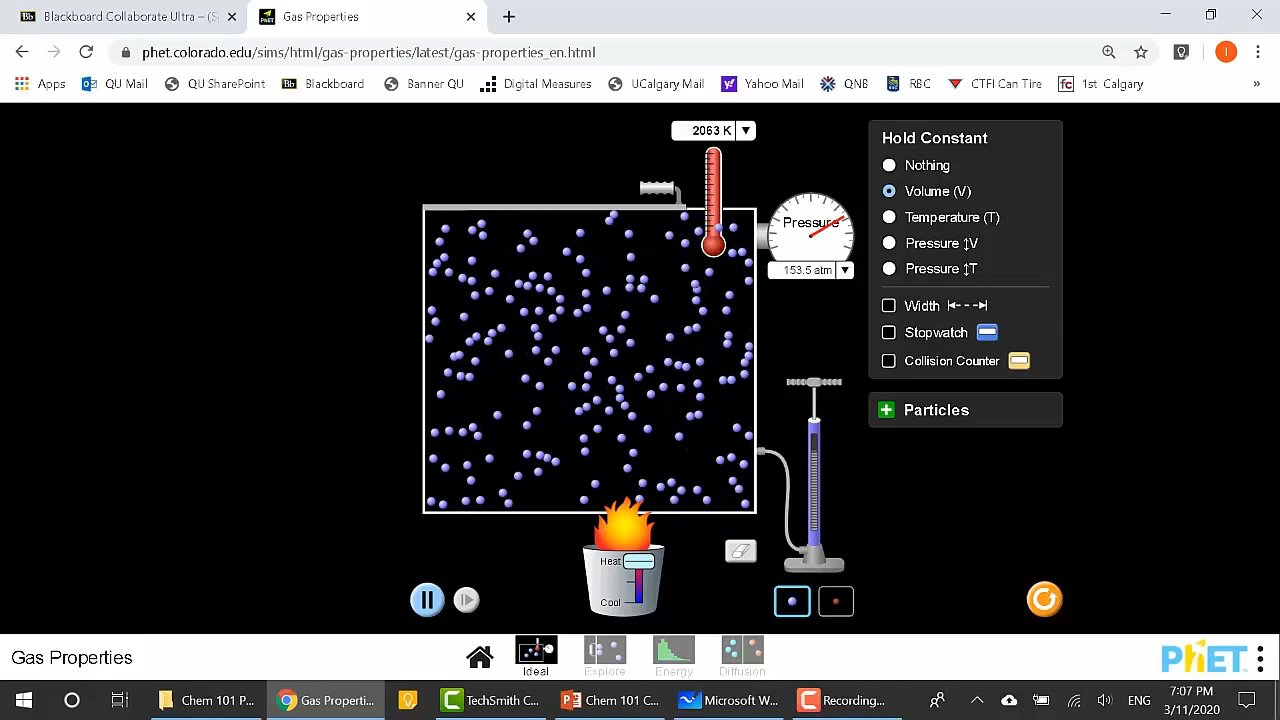 Blackboard Collaborate Ultra – (S
Gas Properties
phet.colorado.edu/sims/html/gas-properties/latest/gas-properties_en.html
I
Apps QU Mail QU SharePoint Bb Blackboard Banner QU Digital Measures UCalgary Mail Yahoo Mail QNB RBC CTFI Can Tire fc 1st Calgary »
2063 K
Pressure
153.5 atm
Hold Constant
Nothing
Volume (V)
Temperature (T)
Pressure ↕V
Pressure ↕T
Width
Stopwatch
Collision Counter
Particles
Heat
Cool
Gas Properties
Ideal
Explore
Energy
Diffusion
PhET
Chem 101 P...
Gas Properti...
TechSmith C...
Chem 101 C...
Microsoft W...
Recording...
ENG
7:07 PM
3/11/2020